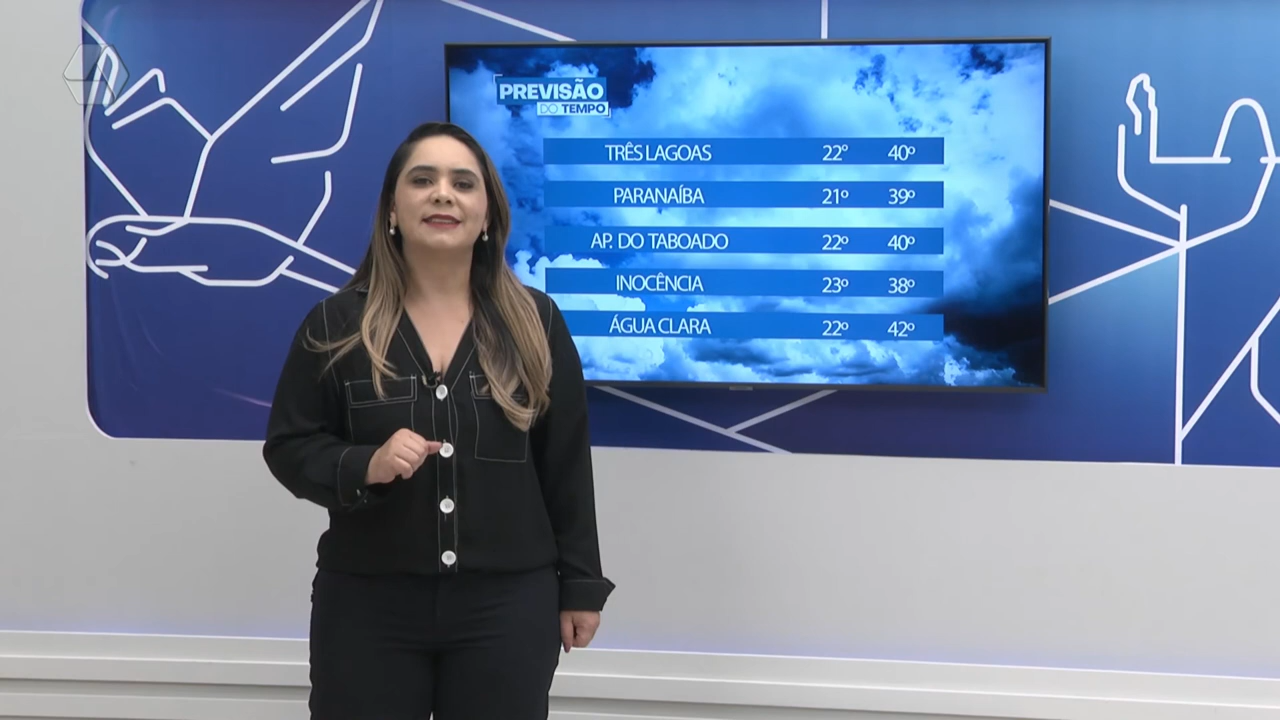 PREVISÃO
DO TEMPO
TRÊS LAGOAS 22º 40º
PARANAÍBA 21º 39º
AP. DO TABOADO 22º 40º
INOCÊNCIA 23º 38º
ÁGUA CLARA 22º 42º